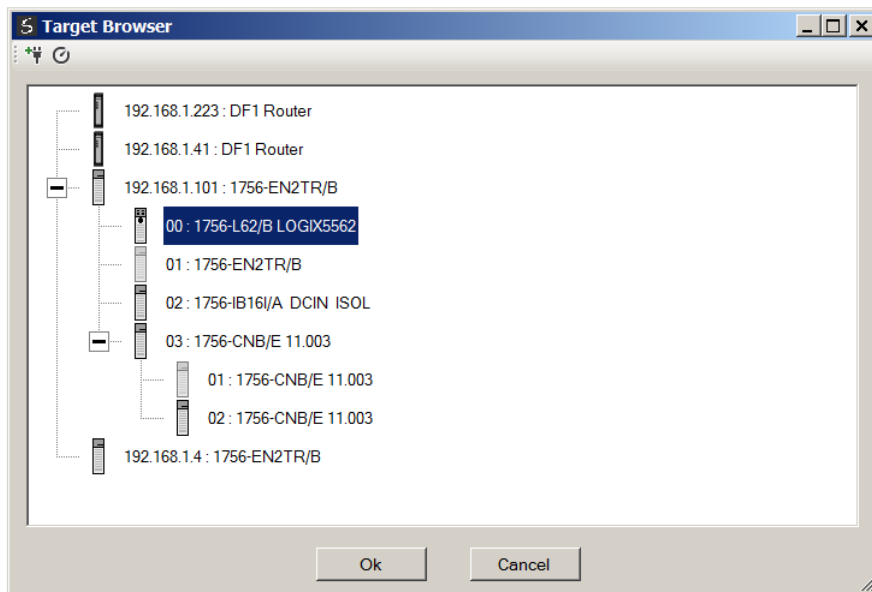 Target Browser
192.168.1.223 : DF1 Router
192.168.1.41 : DF1 Router
192.168.1.101 : 1756-EN2TR/B
00 : 1756-L62/B LOGIX5562
01 : 1756-EN2TR/B
02 : 1756-IB16I/A DCIN ISOL
03 : 1756-CNB/E 11.003
01 : 1756-CNB/E 11.003
02 : 1756-CNB/E 11.003
192.168.1.4 : 1756-EN2TR/B
Ok Cancel